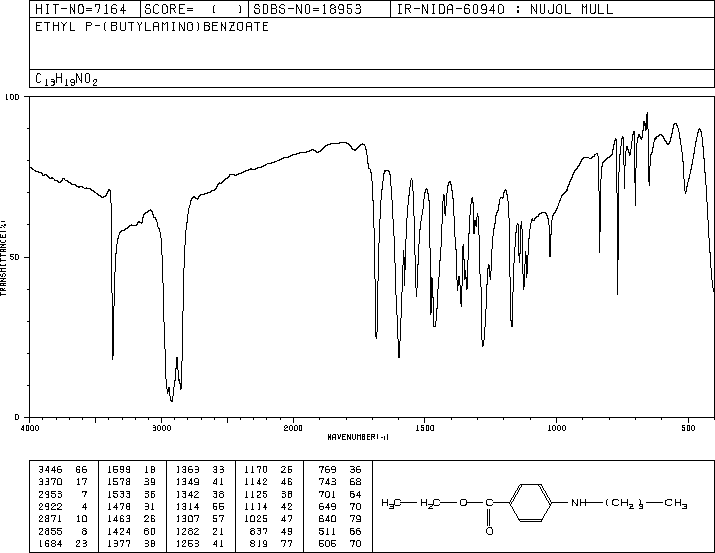 HIT-NO=7164 SCORE= ( ) SDBS-NO=18953 IR-NIDA-60940 : NUJOL MULL
ETHYL P-(BUTYLAMINO)BENZOATE
C13H19NO2
100
50
0
TRANSMITTANCE(%)
4000 3000 2000 1500 1000 500
WAVENUMBER(-1)
3446 66 1599 18 1363 33 1170 26 769 36
3370 17 1578 39 1349 41 1142 46 743 68
2953 7 1533 36 1342 38 1125 38 701 64
2922 4 1478 31 1314 55 1114 42 649 70
2871 10 1463 26 1307 57 1025 47 640 79
2855 8 1424 60 1282 21 837 49 511 66
1684 23 1377 38 1253 41 819 77 505 70
H3C H2C O C NH (CH2)3 CH3
O